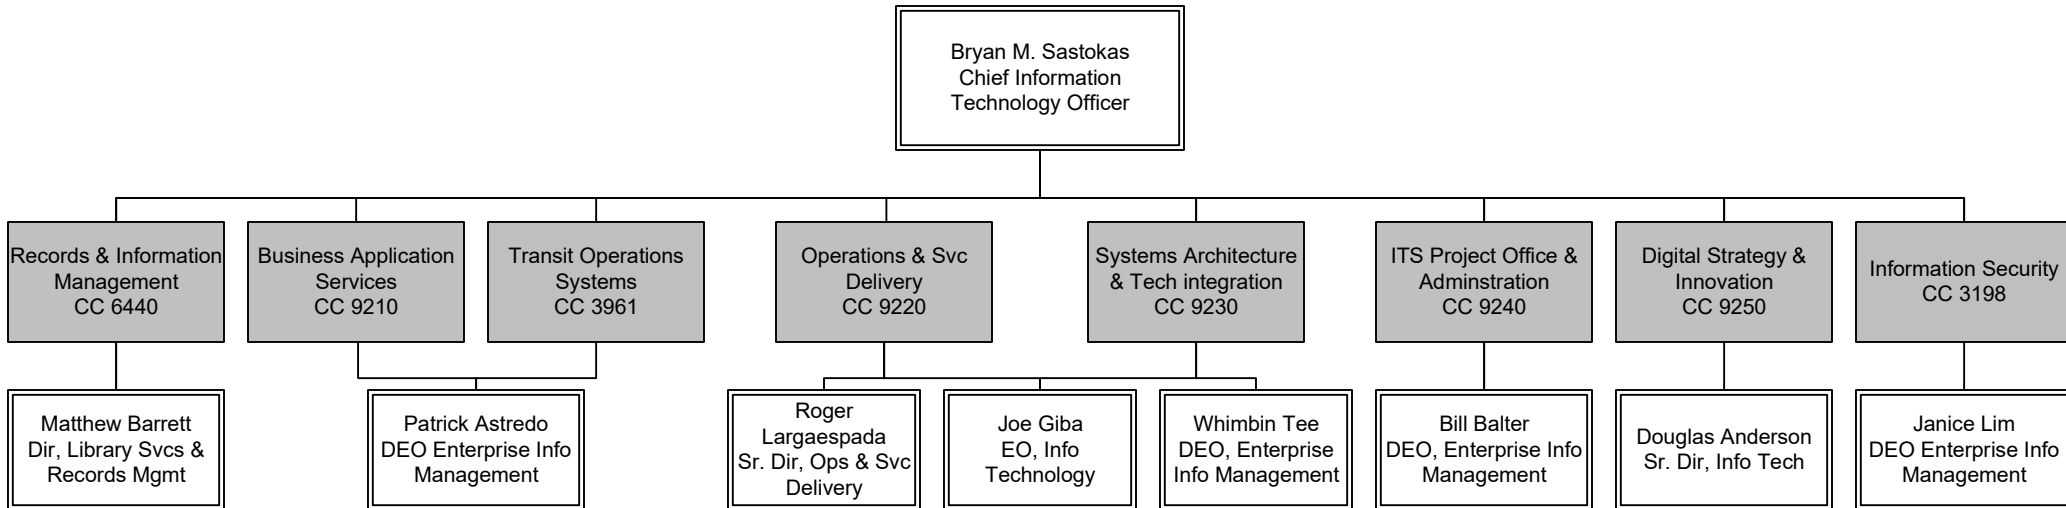 Bryan M. Sastokas
Chief Information
Technology Officer
Records & Information
Management
CC 6440
Business Application
Services
CC 9210
Transit Operations
Systems
CC 3961
Operations & Svc
Delivery
CC 9220
Systems Architecture
& Tech integration
CC 9230
ITS Project Office &
Adminstration
CC 9240
Digital Strategy &
Innovation
CC 9250
Information Security
CC 3198
Matthew Barrett
Dir, Library Svcs &
Records Mgmt
Patrick Astredo
DEO Enterprise Info
Management
Roger
Largaespada
Sr. Dir, Ops & Svc
Delivery
Joe Giba
EO, Info
Technology
Whimbin Tee
DEO, Enterprise
Info Management
Bill Balter
DEO, Enterprise Info
Management
Douglas Anderson
Sr. Dir, Info Tech
Janice Lim
DEO Enterprise Info
Management